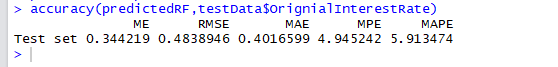 > accuracy(predictedRF,testData$OrignialInterestRate)
ME RMSE MAE MPE MAPE
Test set 0.344219 0.4838946 0.4016599 4.945242 5.913474
>